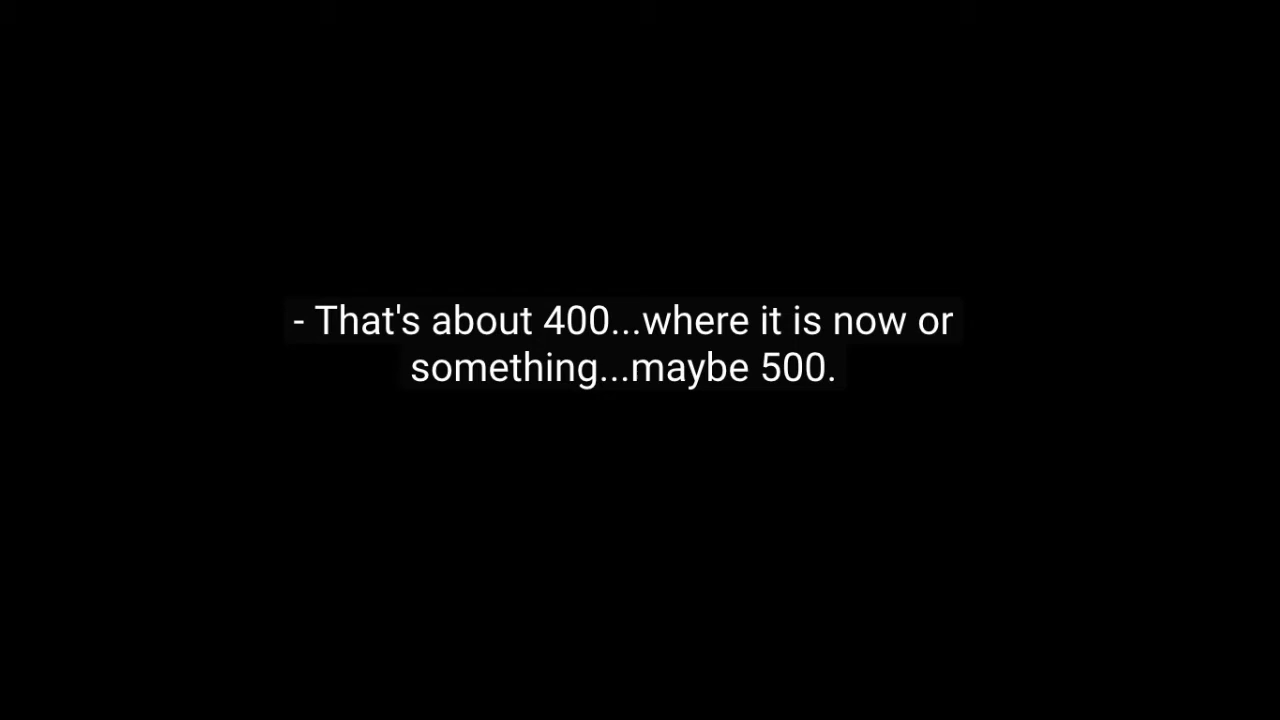 - That's about 400...where it is now or
something...maybe 500.